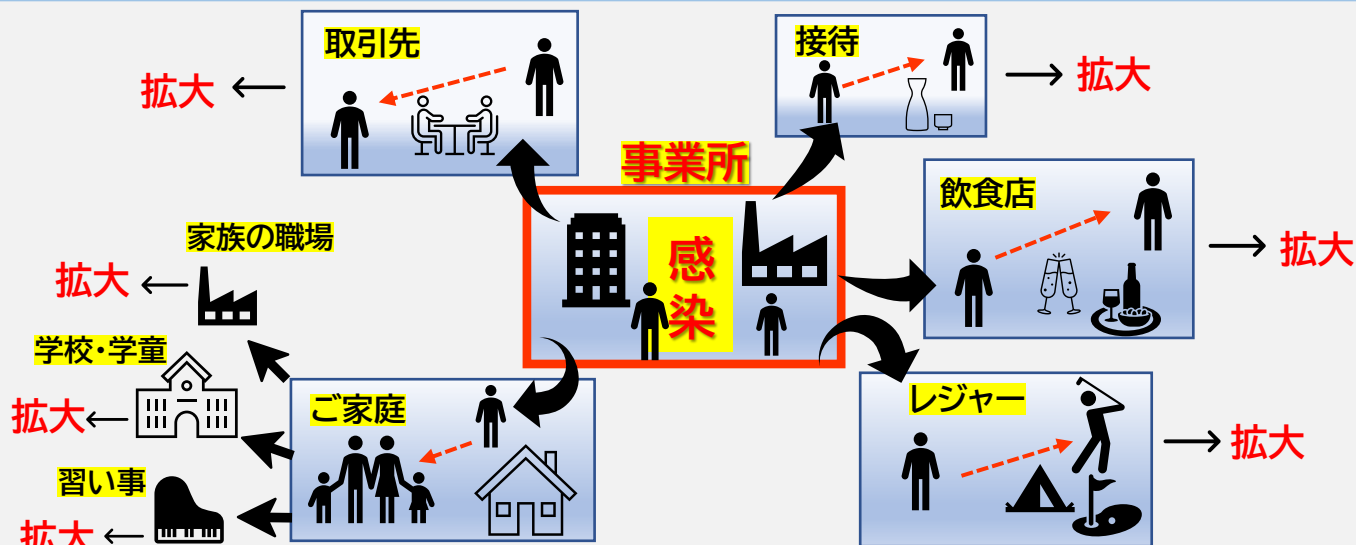 取引先
拡大
接待
拡大
事業所
感染
飲食店
拡大
家族の職場
拡大
学校・学童
拡大
習い事
拡大
ご家庭
レジャー
拡大